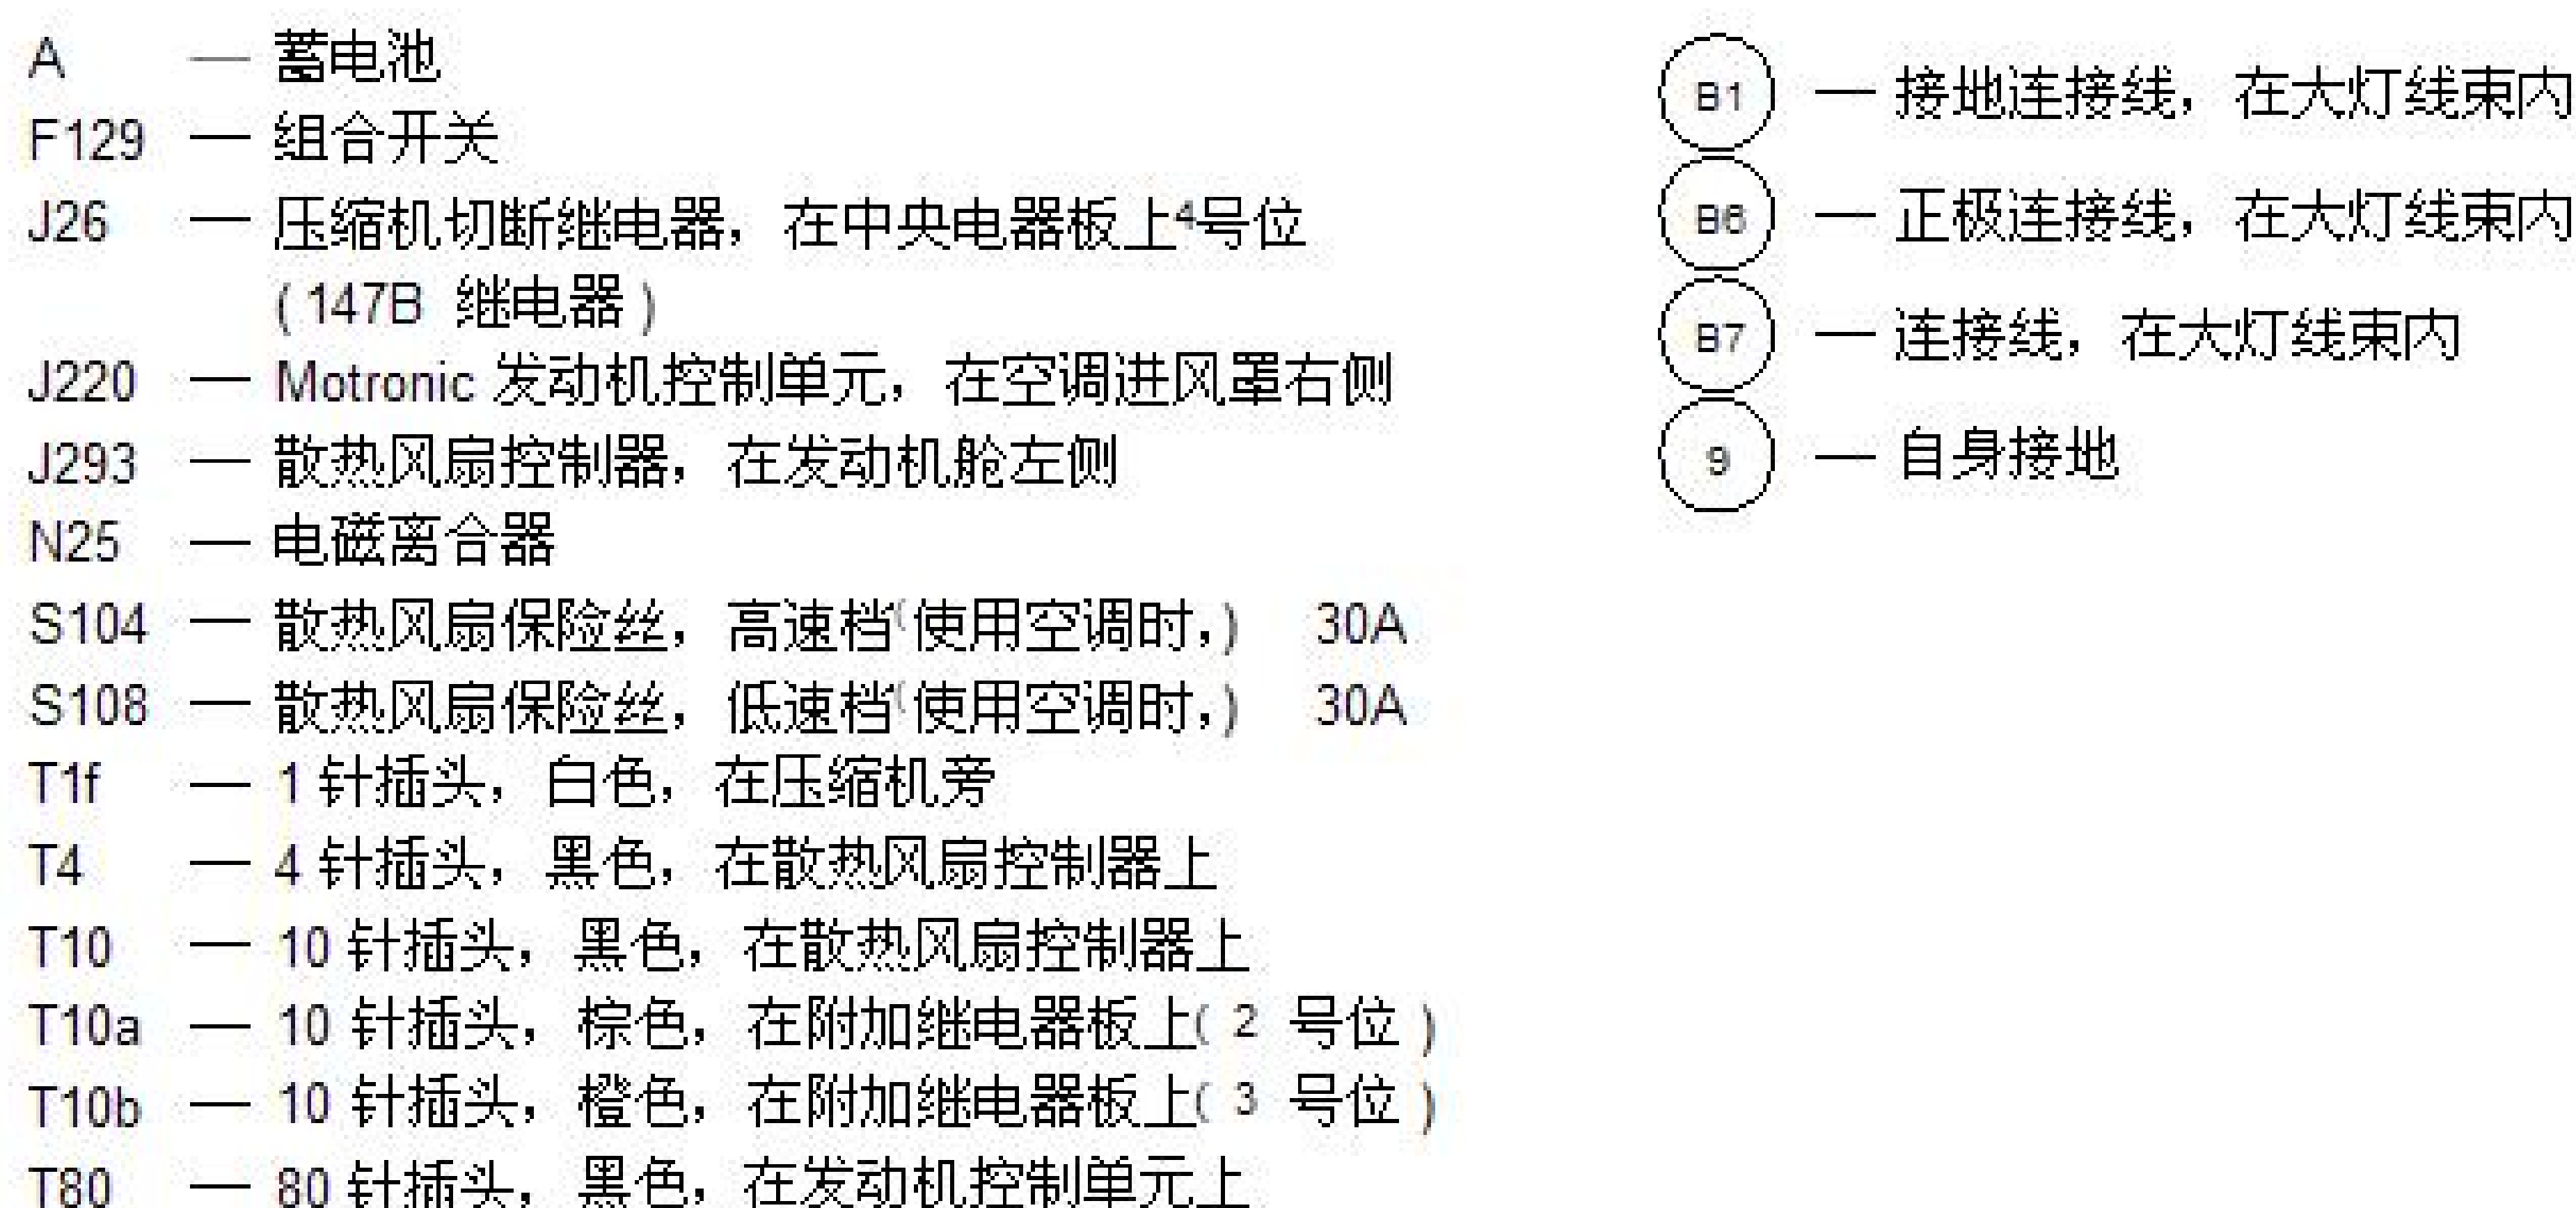 A — 蓄电池
F129 — 组合开关
J26 — 压缩机切断继电器，在中央电器板上4号位
(147B 继电器)
J220 — Motronic 发动机控制单元，在空调进风罩右侧
J293 — 散热风扇控制器，在发动机舱左侧
N25 — 电磁离合器
S104 — 散热风扇保险丝，高速档(使用空调时，) 30A
S108 — 散热风扇保险丝，低速档(使用空调时，) 30A
T1f — 1 针插头，白色，在压缩机旁
T4 — 4 针插头，黑色，在散热风扇控制器上
T10 — 10 针插头，黑色，在散热风扇控制器上
T10a — 10 针插头，棕色，在附加继电器板上( 2 号位 )
T10b — 10 针插头，橙色，在附加继电器板上( 3 号位 )
T80 — 80 针插头，黑色，在发动机控制单元上
B1 — 接地连接线，在大灯线束内
B6 — 正极连接线，在大灯线束内
B7 — 连接线，在大灯线束内
9 — 自身接地